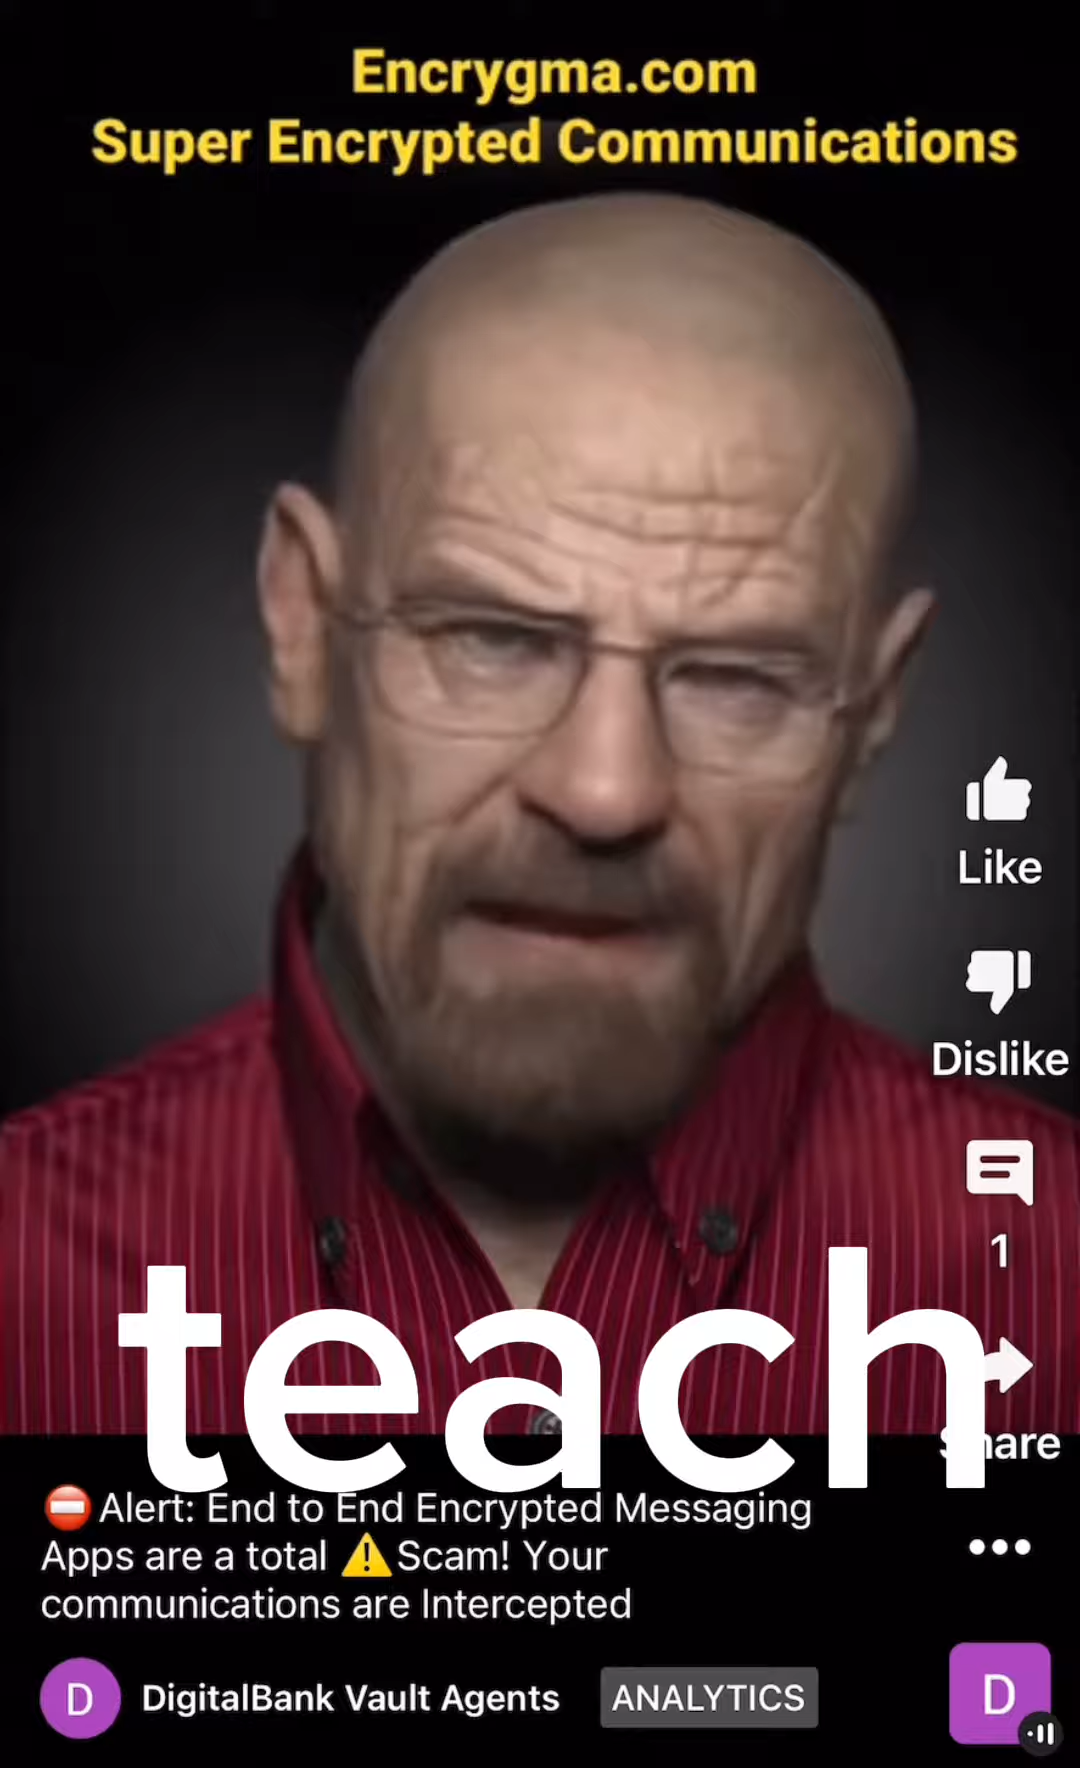 Encrygma.com
Super Encrypted Communications
Like
Dislike
1
teach
Share
⛔ Alert: End to End Encrypted Messaging
Apps are a total ⚠️ Scam! Your
communications are Intercepted
D DigitalBank Vault Agents ANALYTICS D